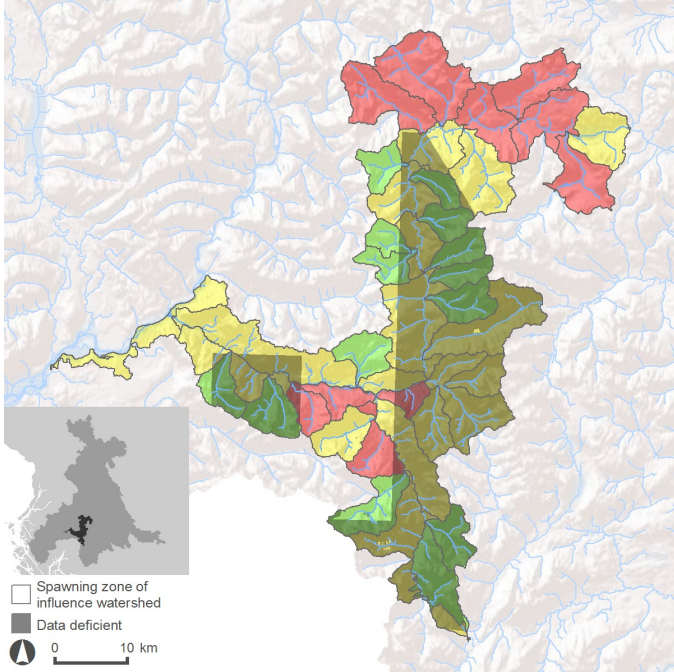 Spawning zone of
influence watershed
Data deficient
0 10 km